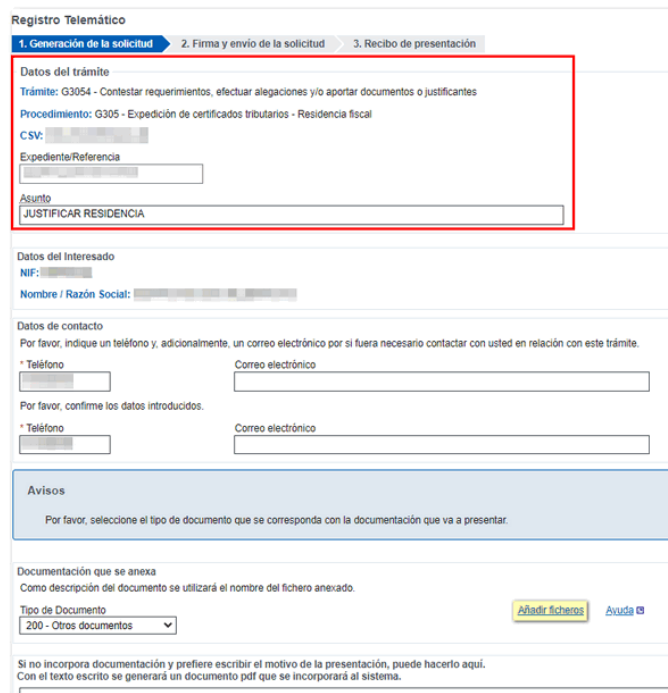 Registro Telemático
1. Generación de la solicitud 2. Firma y envío de la solicitud 3. Recibo de presentación
Datos del trámite
Trámite: G3054 - Contestar requerimientos, efectuar alegaciones y/o aportar documentos o justificantes
Procedimiento: G305 - Expedición de certificados tributarios - Residencia fiscal
CSV:
Expediente/Referencia
Asunto
JUSTIFICAR RESIDENCIA
Datos del Interesado
NIF:
Nombre / Razón Social:
Datos de contacto
Por favor, indique un teléfono y, adicionalmente, un correo electrónico por si fuera necesario contactar con usted en relación con este trámite.
* Teléfono Correo electrónico
Por favor, confirme los datos introducidos.
* Teléfono Correo electrónico
Avisos
Por favor, seleccione el tipo de documento que se corresponda con la documentación que va a presentar.
Documentación que se anexa
Como descripción del documento se utilizará el nombre del fichero anexado.
Tipo de Documento
200 - Otros documentos
Añadir ficheros Ayuda
Si no incorpora documentación y prefiere escribir el motivo de la presentación, puede hacerlo aquí.
Con el texto escrito se generará un documento pdf que se incorporará al sistema.